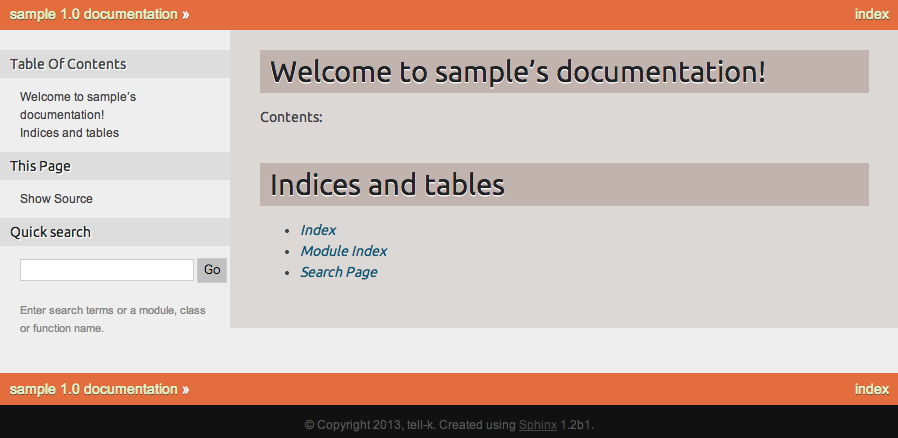 sample 1.0 documentation »
index
Table Of Contents
Welcome to sample’s
documentation!
Indices and tables
This Page
Show Source
Quick search
Go
Enter search terms or a module, class
or function name.
Welcome to sample’s documentation!
Contents:
Indices and tables
Index
Module Index
Search Page
sample 1.0 documentation »
index
© Copyright 2013, tell-k. Created using Sphinx 1.2b1.